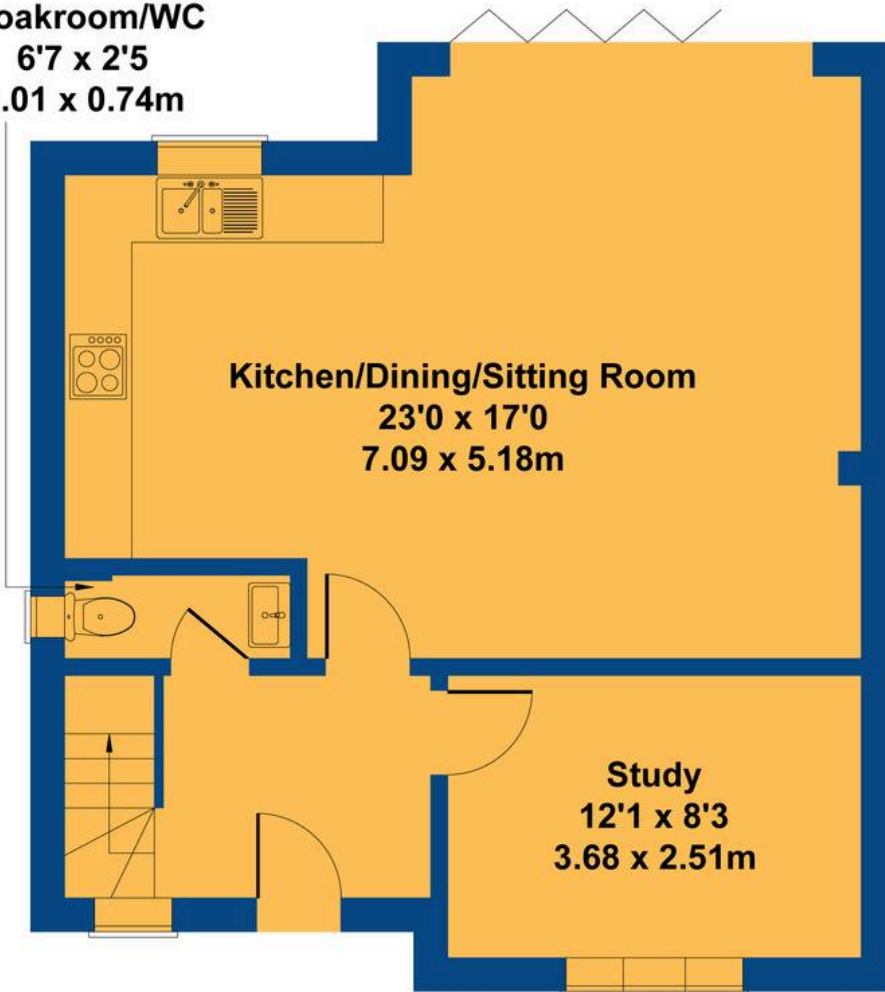 oakroom/WC
6'7 x 2'5
.01 x 0.74m
Kitchen/Dining/Sitting Room
23'0 x 17'0
7.09 x 5.18m
Study
12'1 x 8'3
3.68 x 2.51m